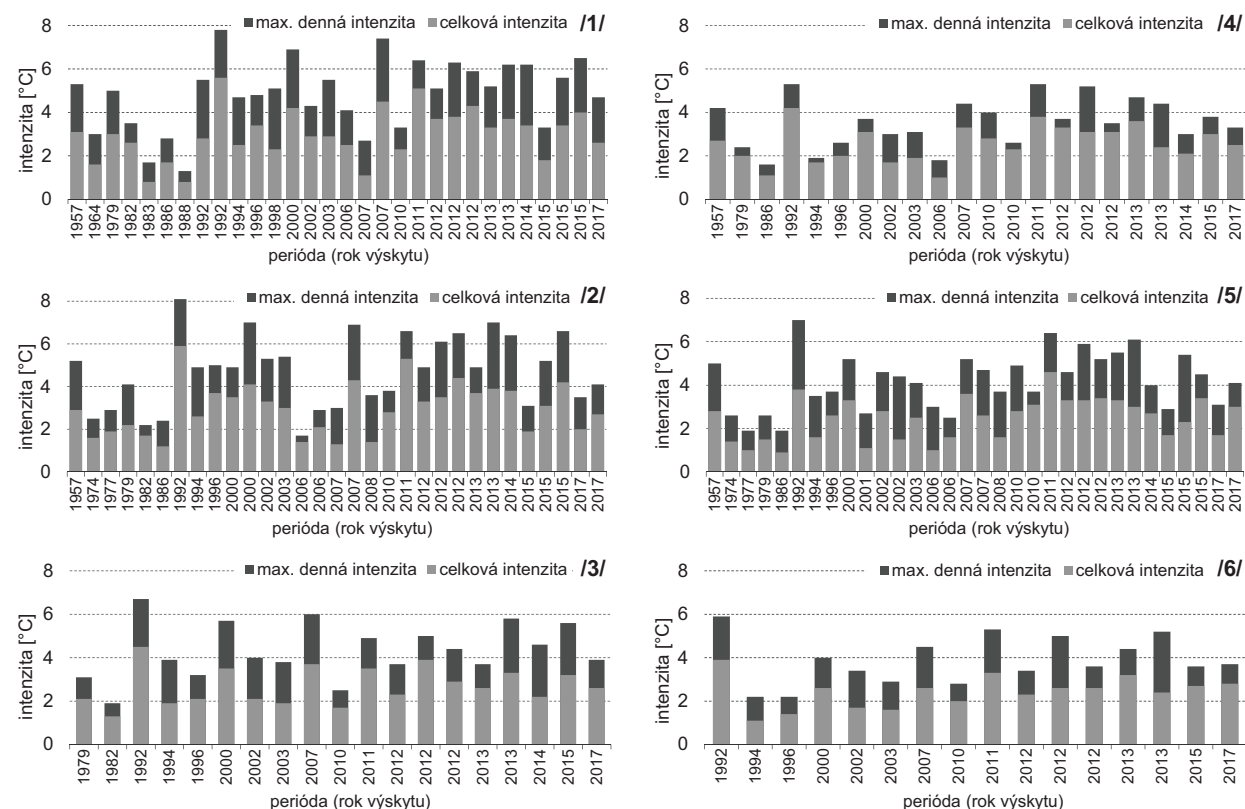 8
max. denná intenzita celková intenzita /1/
6
4
2
0
intenzita [°C]
1957 1964 1979 1982 1983 1986 1988 1992 1992 1994 1996 1998 2000 2002 2003 2006 2007 2007 2010 2011 2012 2012 2012 2013 2013 2014 2015 2015 2015 2017
perióda (rok výskytu)
8
max. denná intenzita celková intenzita /4/
6
4
2
0
intenzita [°C]
1957 1979 1986 1992 1994 1996 2000 2002 2003 2006 2007 2010 2010 2011 2012 2012 2012 2013 2013 2014 2015 2017
perióda (rok výskytu)
8
max. denná intenzita celková intenzita /2/
6
4
2
0
intenzita [°C]
1957 1974 1977 1979 1982 1986 1992 1994 1996 2000 2000 2002 2003 2006 2006 2007 2007 2008 2010 2011 2012 2012 2012 2013 2013 2014 2015 2015 2015 2017 2017
perióda (rok výskytu)
8
max. denná intenzita celková intenzita /5/
6
4
2
0
intenzita [°C]
1957 1974 1977 1979 1986 1992 1994 1996 2000 2001 2002 2002 2003 2006 2006 2007 2007 2008 2010 2010 2011 2012 2012 2012 2013 2013 2014 2015 2015 2015 2017 2017
perióda (rok výskytu)
8
max. denná intenzita celková intenzita /3/
6
4
2
0
intenzita [°C]
1979 1982 1992 1994 1996 2000 2002 2003 2007 2010 2011 2012 2012 2012 2013 2013 2014 2015 2017
perióda (rok výskytu)
8
max. denná intenzita celková intenzita /6/
6
4
2
0
intenzita [°C]
1992 1994 1996 2000 2002 2003 2007 2010 2011 2012 2012 2012 2013 2013 2015 2017
perióda (rok výskytu)